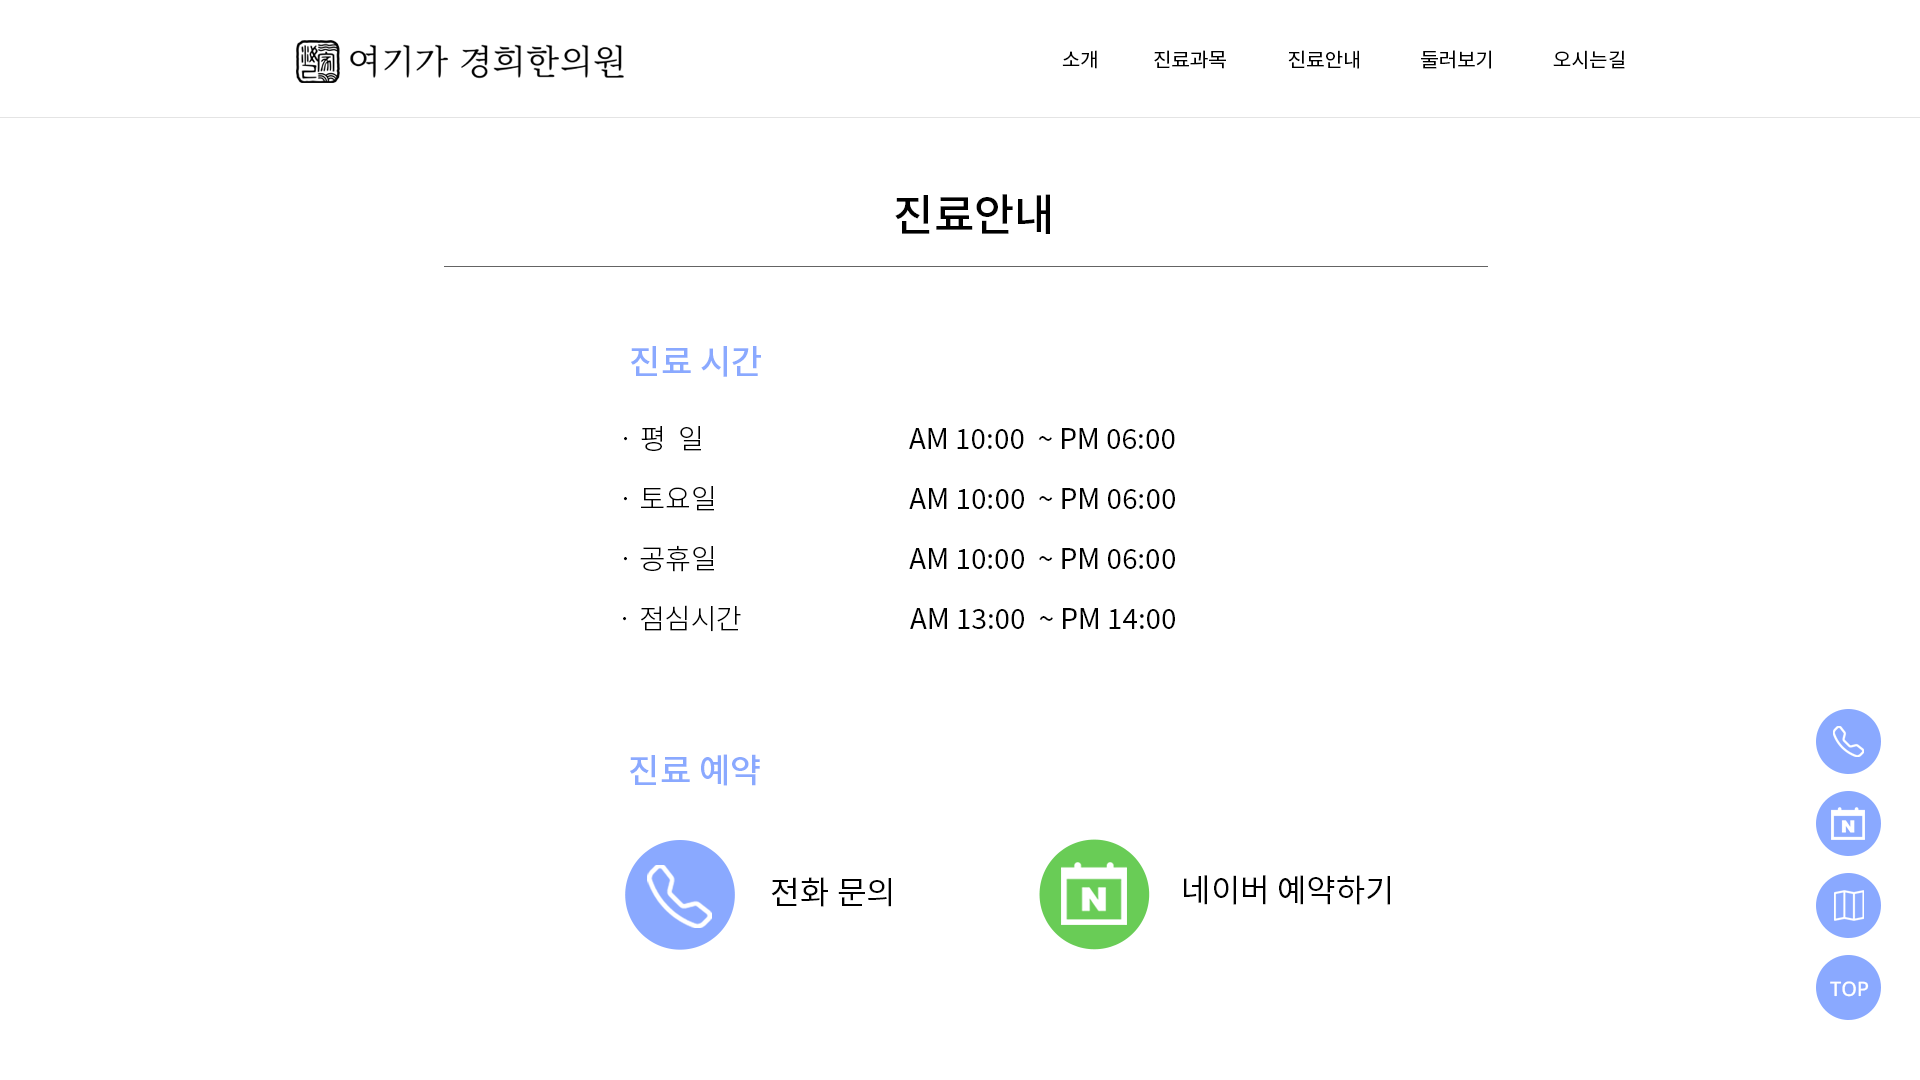 여기가 경희한의원
소개 진료과목 진료안내 둘러보기 오시는길
진료안내
진료 시간
· 평 일 AM 10:00 ~ PM 06:00
· 토요일 AM 10:00 ~ PM 06:00
· 공휴일 AM 10:00 ~ PM 06:00
· 점심시간 AM 13:00 ~ PM 14:00
진료 예약
전화 문의
N 네이버 예약하기
N
TOP